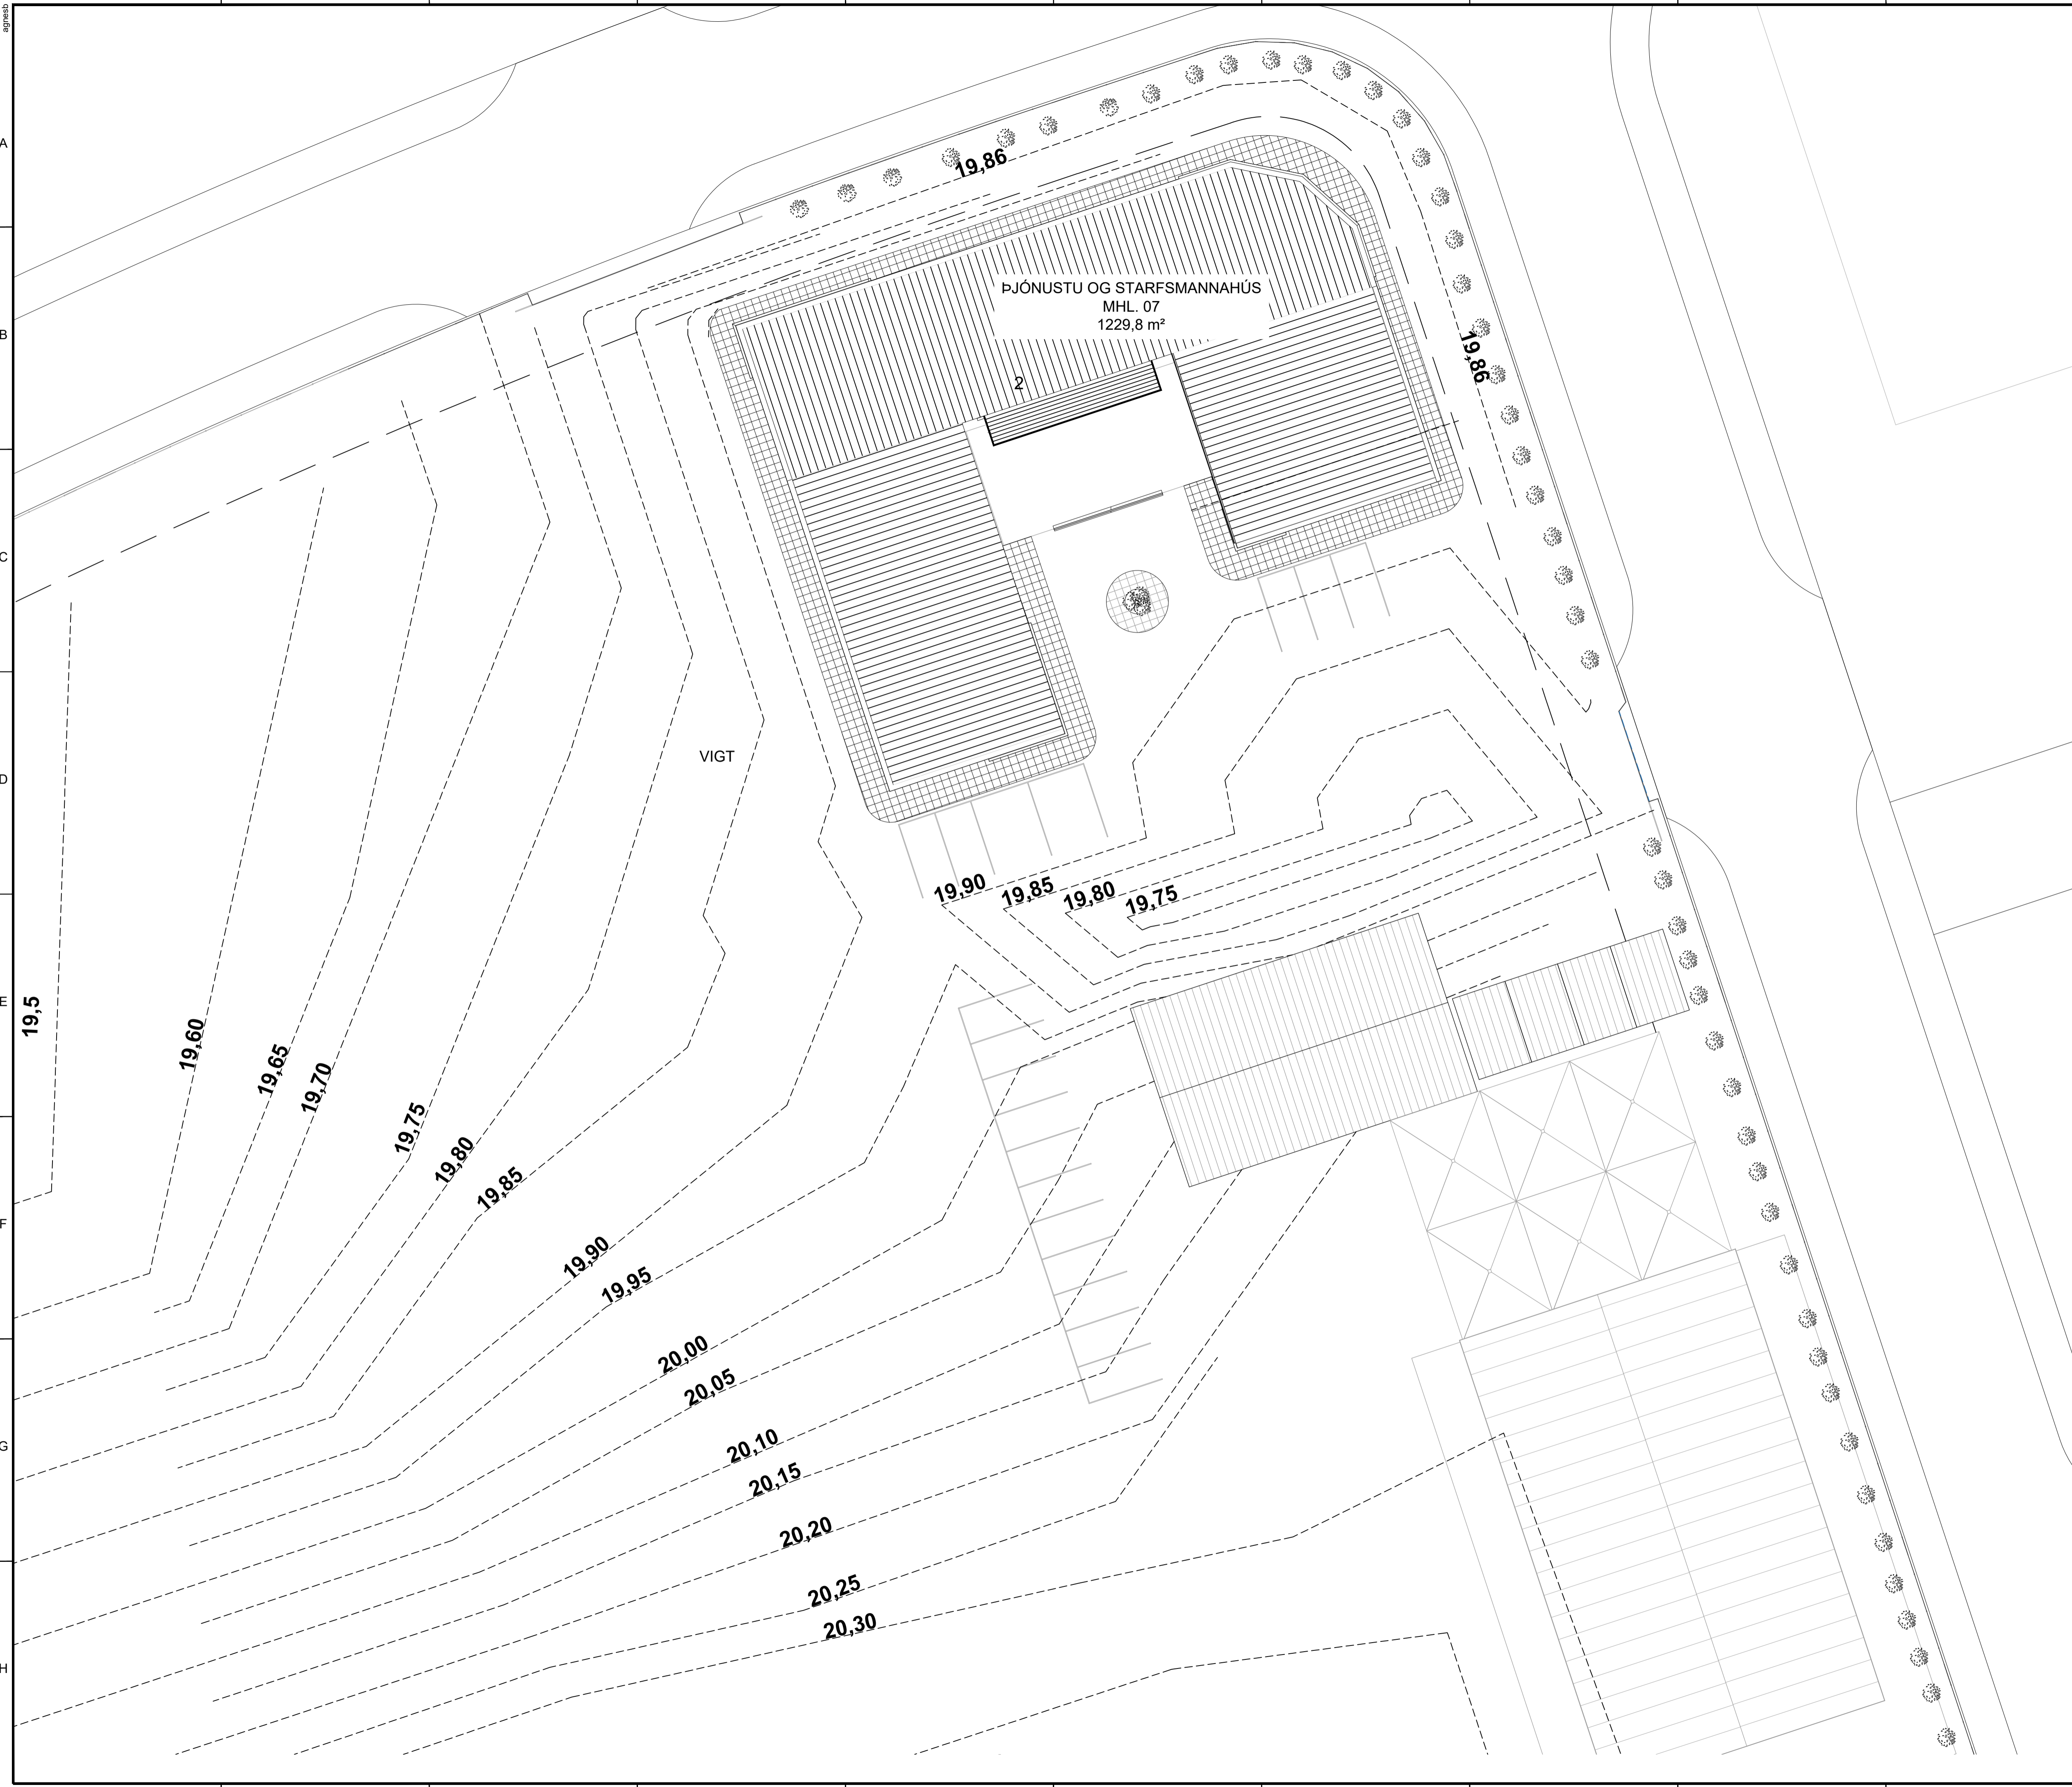 agnesb
A
19,86
ÞJÓNUSTU OG STARFSMANNAHÚS
MHL. 07
1229,8 m²
B
19,86
2
C
VIGT
D
19,90
19,85
19,80
19,75
E
19,5
19,60
19,65
19,70
19,75
19,80
19,85
F
19,90
19,95
20,00
20,05
G
20,10
20,15
20,20
20,25
20,30
H